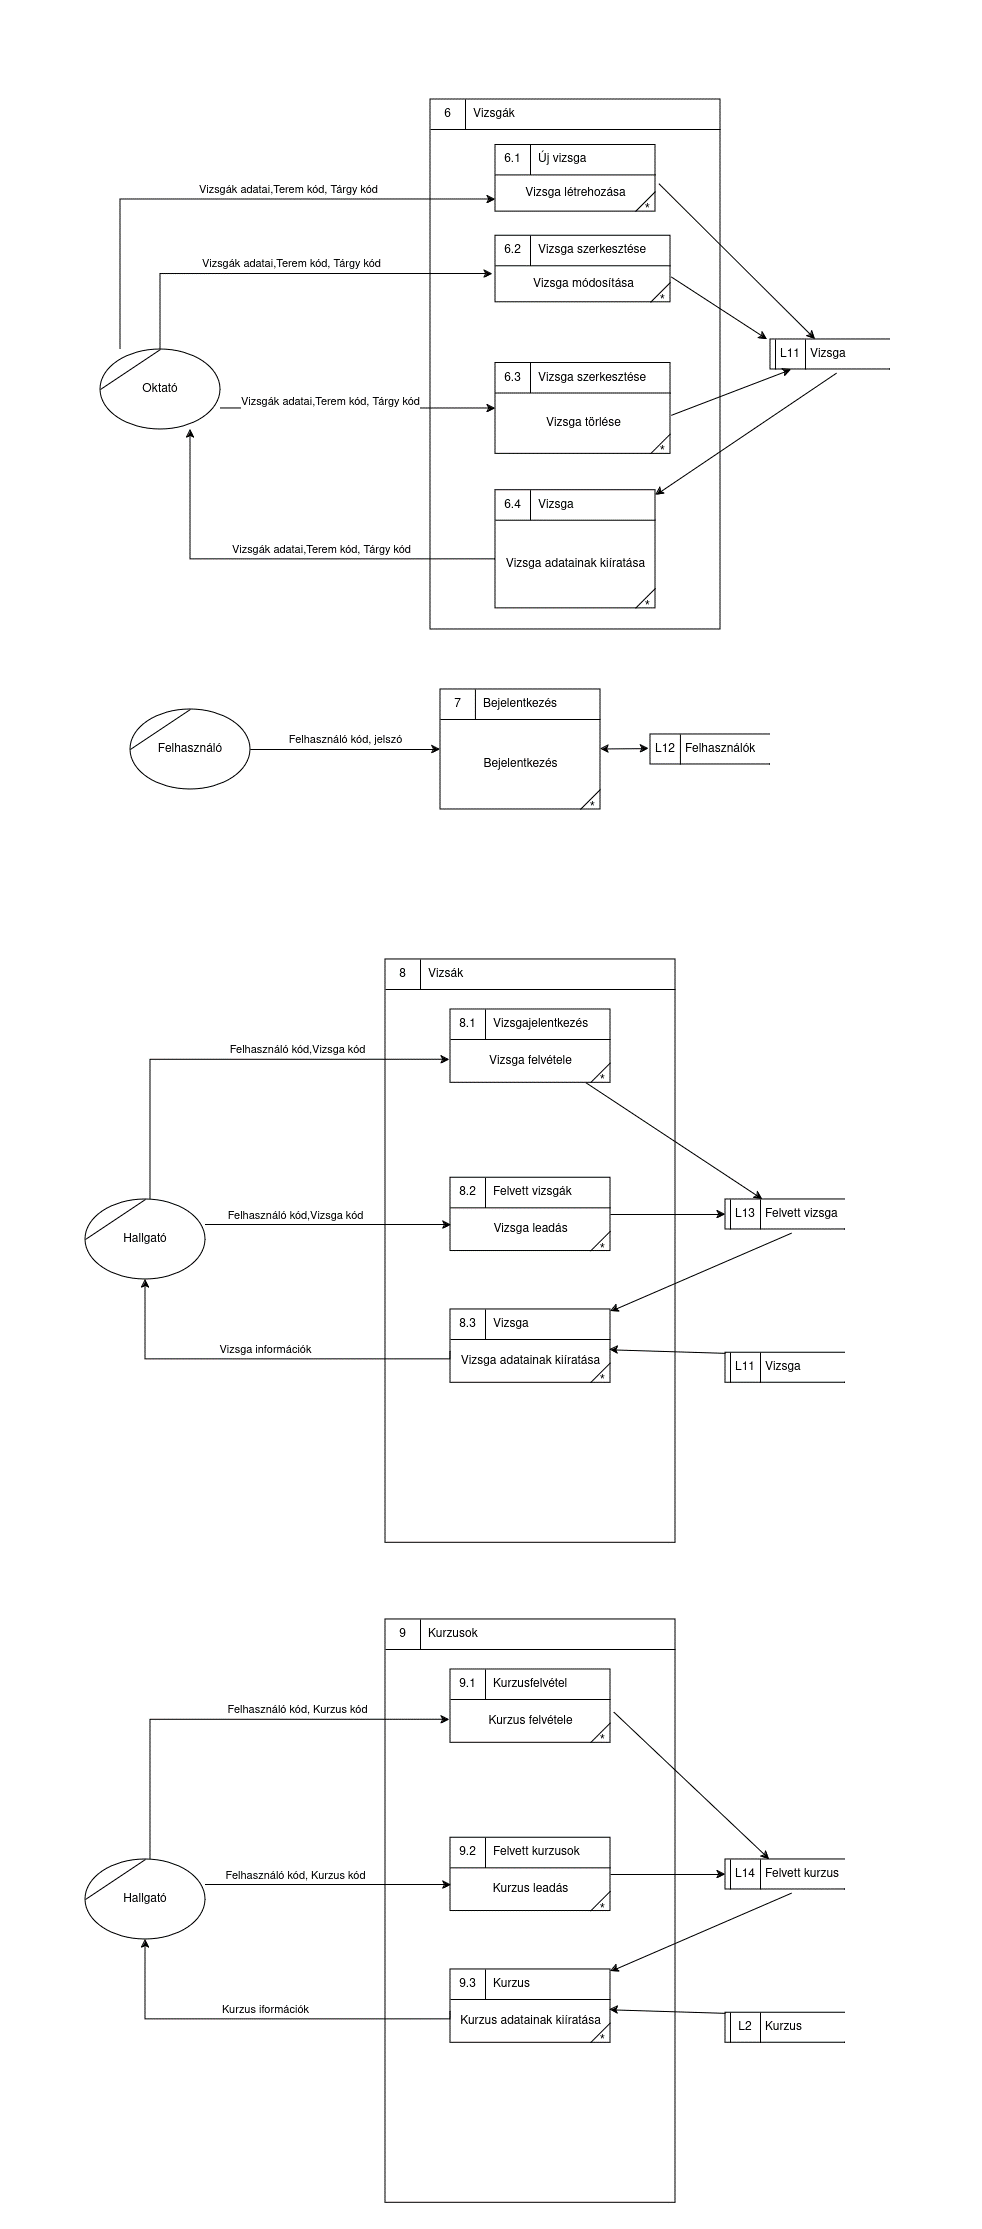 6 Vizsgák
6.1 Új vizsga
Vizsgák adatai,Terem kód, Tárgy kód
Vizsga létrehozása
*
6.2 Vizsga szerkesztése
Vizsgák adatai,Terem kód, Tárgy kód
Vizsga módosítása
*
L11 Vizsga
6.3 Vizsga szerkesztése
Oktató
Vizsgák adatai,Terem kód, Tárgy kód
Vizsga törlése
*
6.4 Vizsga
Vizsgák adatai,Terem kód, Tárgy kód
Vizsga adatainak kiíratása
*
7 Bejelentkezés
Felhasználó
Felhasználó kód, jelszó
L12 Felhasználók
Bejelentkezés
*
8 Vizsák
8.1 Vizsgajelentkezés
Felhasználó kód,Vizsga kód
Vizsga felvétele
*
8.2 Felvett vizsgák
Felhasználó kód,Vizsga kód
L13 Felvett vizsga
Vizsga leadás
*
Hallgató
8.3 Vizsga
Vizsga információk
Vizsga adatainak kiíratása
*
L11 Vizsga
9 Kurzusok
9.1 Kurzusfelvétel
Felhasználó kód, Kurzus kód
Kurzus felvétele
*
9.2 Felvett kurzusok
Felhasználó kód, Kurzus kód
L14 Felvett kurzus
Kurzus leadás
*
Hallgató
9.3 Kurzus
Kurzus iformációk
Kurzus adatainak kiíratása
*
L2 Kurzus